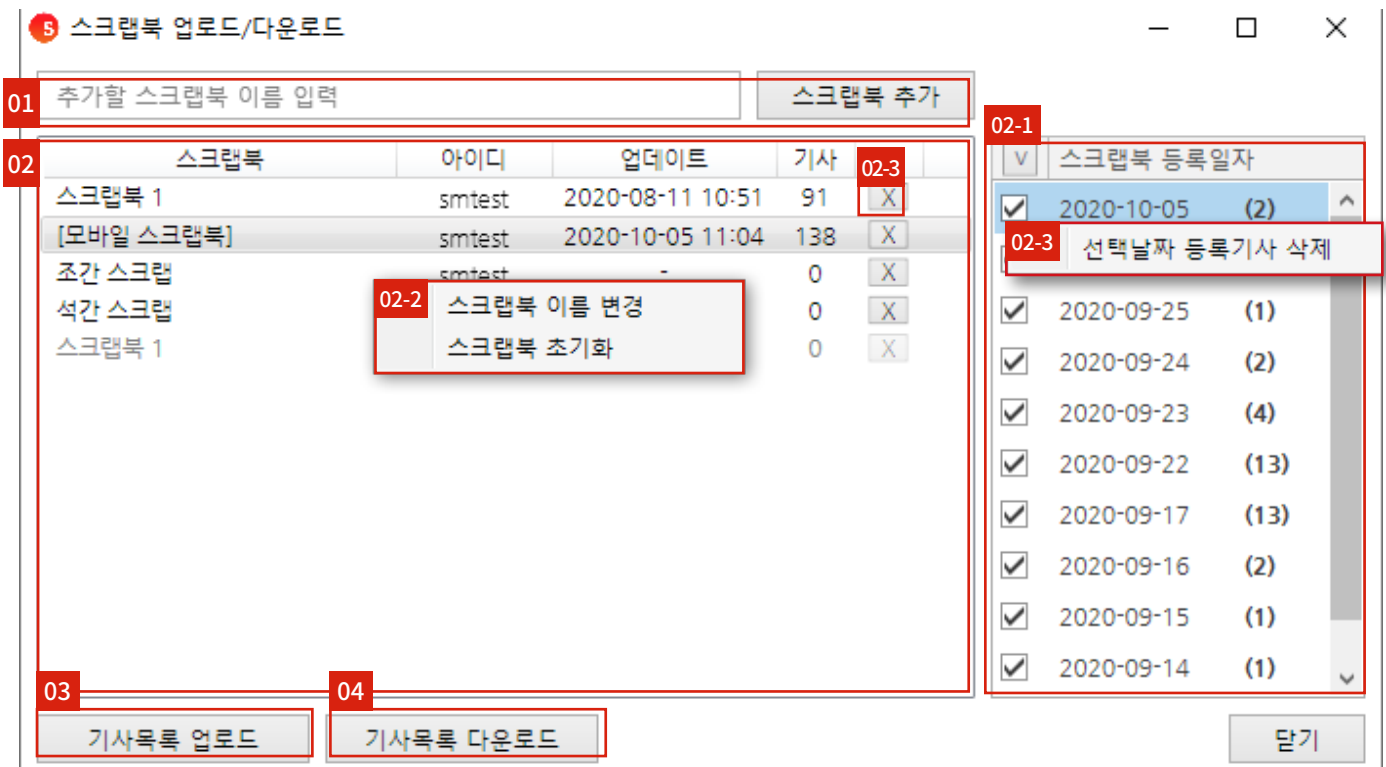 S 스크랩북 업로드/다운로드
01 추가할 스크랩북 이름 입력 스크랩북 추가
02 스크랩북 아이디 업데이트 기사
스크랩북 1 smtest 2020-08-11 10:51 91 02-3 X
[모바일 스크랩북] smtest 2020-10-05 11:04 138 X
조간 스크랩 smtest - 0 X
석간 스크랩 0 X
스크랩북 1 0 X
02-2 스크랩북 이름 변경
스크랩북 초기화
02-1
V 스크랩북 등록일자
2020-10-05 (2)
02-3 선택날짜 등록기사 삭제
2020-09-25 (1)
2020-09-24 (2)
2020-09-23 (4)
2020-09-22 (13)
2020-09-17 (13)
2020-09-16 (2)
2020-09-15 (1)
2020-09-14 (1)
03 기사목록 업로드
04 기사목록 다운로드
닫기